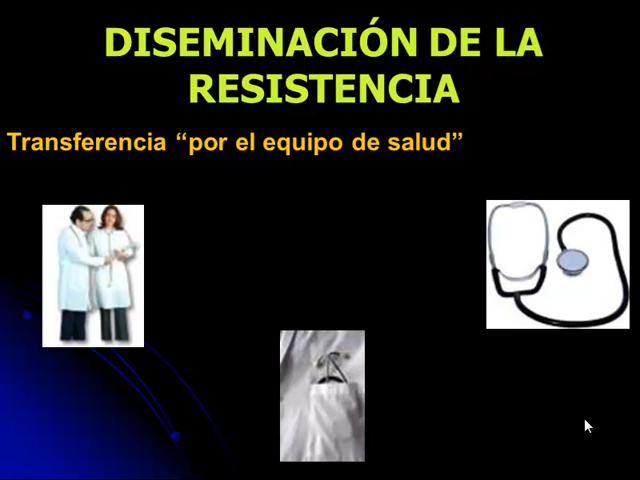 DISEMINACIÓN DE LA
RESISTENCIA
Transferencia “por el equipo de salud”